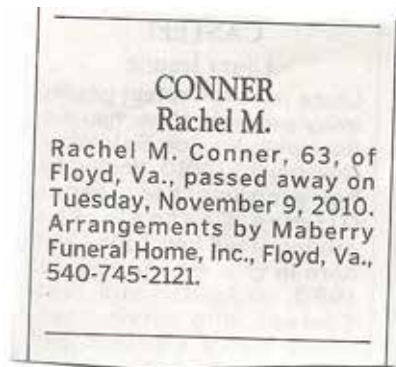 CONNER
Rachel M.
Rachel M. Conner, 63, of
Floyd, Va., passed away on
Tuesday, November 9, 2010.
Arrangements by Maberry
Funeral Home, Inc., Floyd, Va.,
540-745-2121.